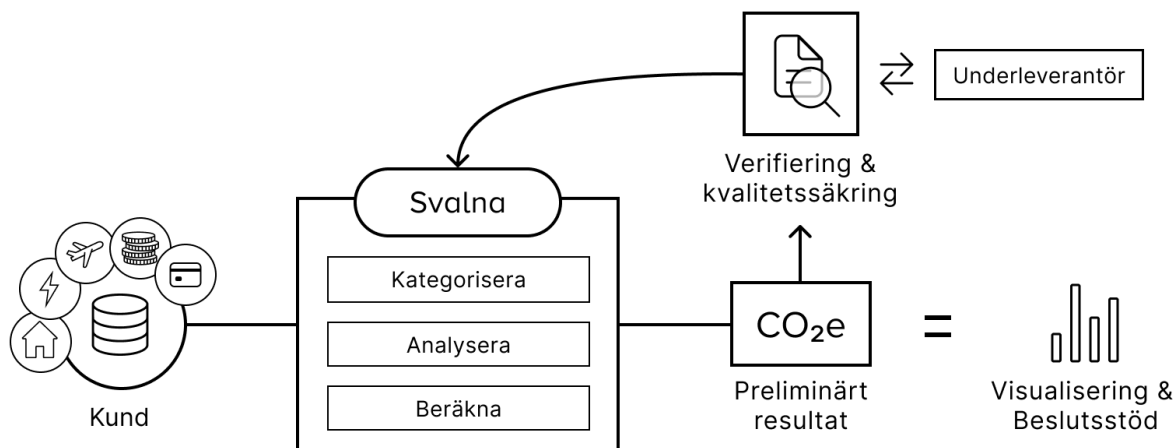 Underleverantör
Verifiering &
kvalitetssäkring
Svalna
Kategorisera
Analysera
Beräkna
Kund
CO₂e
Preliminärt
resultat
=
Visualisering &
Beslutsstöd